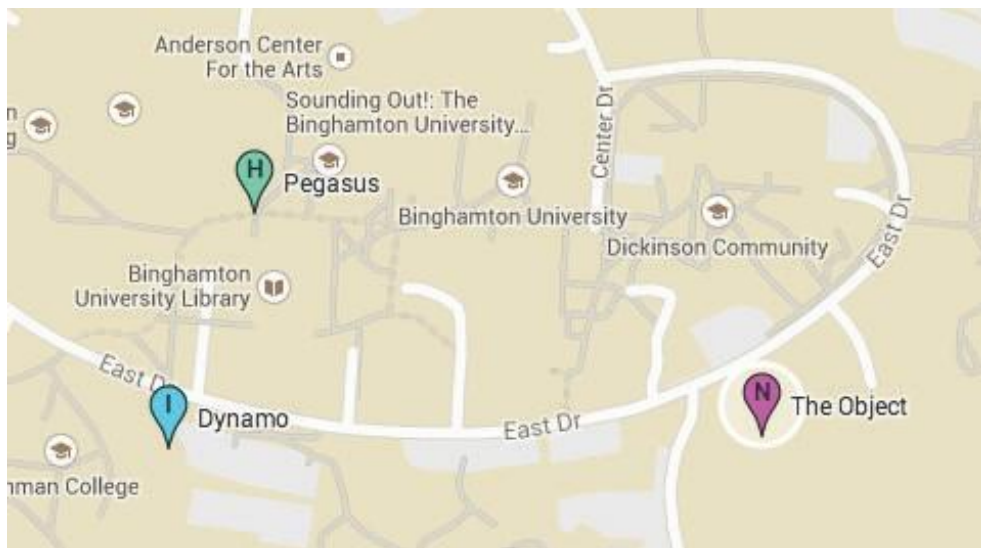 Anderson Center
For the Arts
Sounding Out!: The
Binghamton University...
n
g
H
Pegasus
Center Dr
Binghamton University
Dickinson Community
East Dr
Binghamton
University Library
East Dr
I
Dynamo
East Dr
N
The Object
nman College